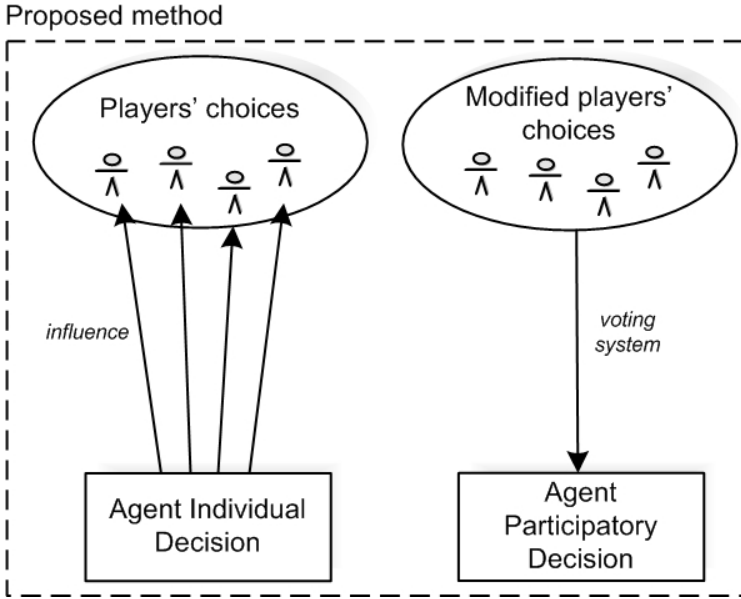 Proposed method
Players' choices
influence
Agent Individual
Decision
Modified players'
choices
voting
system
Agent
Participatory
Decision